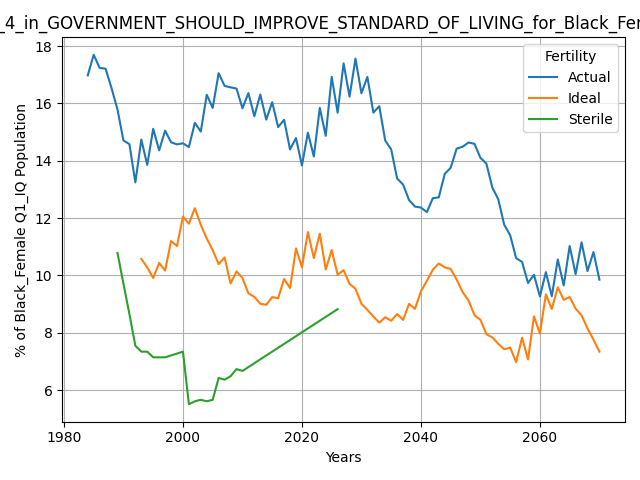 _4_in_GOVERNMENT_SHOULD_IMPROVE_STANDARD_OF_LIVING_for_Black_Fe
18
16
14
12
10
8
6
% of Black_Female Q1_IQ Population
Fertility
Actual
Ideal
Sterile
1980
2000
2020
2040
2060
Years